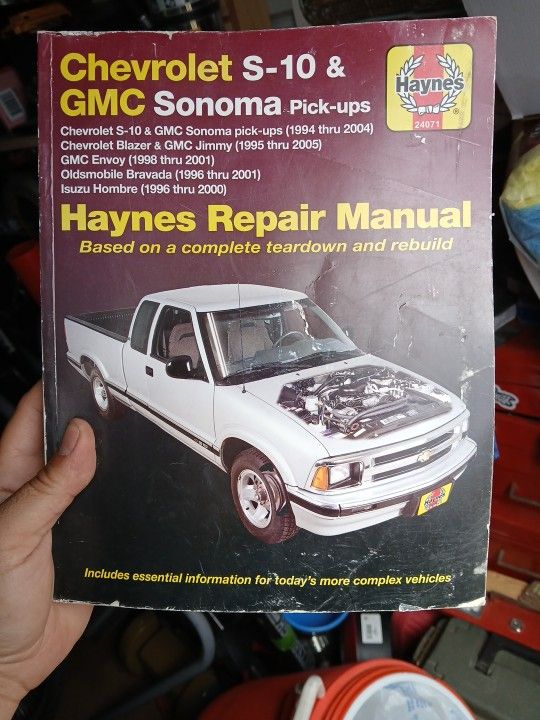 Chevrolet S-10 &
GMC Sonoma Pick-ups
Haynes
®
24071
Chevrolet S-10 & GMC Sonoma pick-ups (1994 thru 2004)
Chevrolet Blazer & GMC Jimmy (1995 thru 2005)
GMC Envoy (1998 thru 2001)
Oldsmobile Bravada (1996 thru 2001)
Isuzu Hombre (1996 thru 2000)
Haynes Repair Manual
Based on a complete teardown and rebuild
Haynes
Includes essential information for today's more complex vehicles